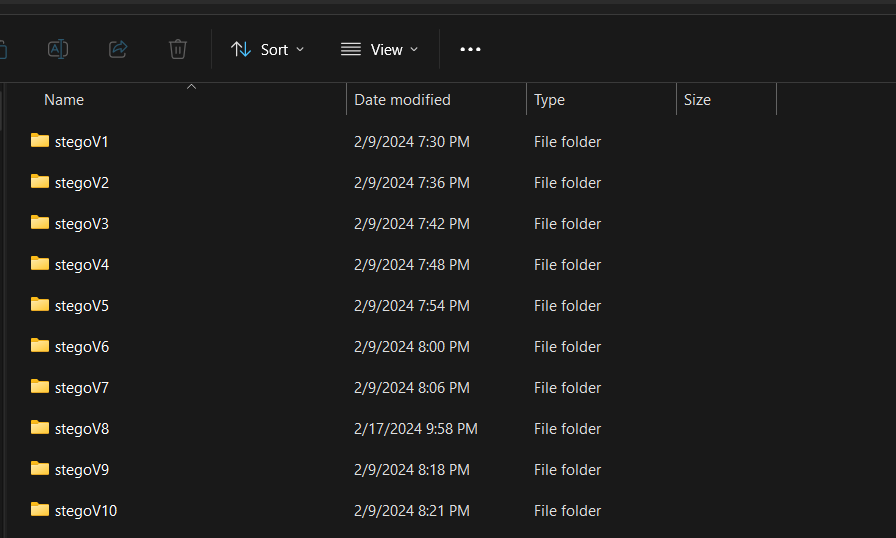 Sort View
Name Date modified Type Size
stegoV1 2/9/2024 7:30 PM File folder
stegoV2 2/9/2024 7:36 PM File folder
stegoV3 2/9/2024 7:42 PM File folder
stegoV4 2/9/2024 7:48 PM File folder
stegoV5 2/9/2024 7:54 PM File folder
stegoV6 2/9/2024 8:00 PM File folder
stegoV7 2/9/2024 8:06 PM File folder
stegoV8 2/17/2024 9:58 PM File folder
stegoV9 2/9/2024 8:18 PM File folder
stegoV10 2/9/2024 8:21 PM File folder